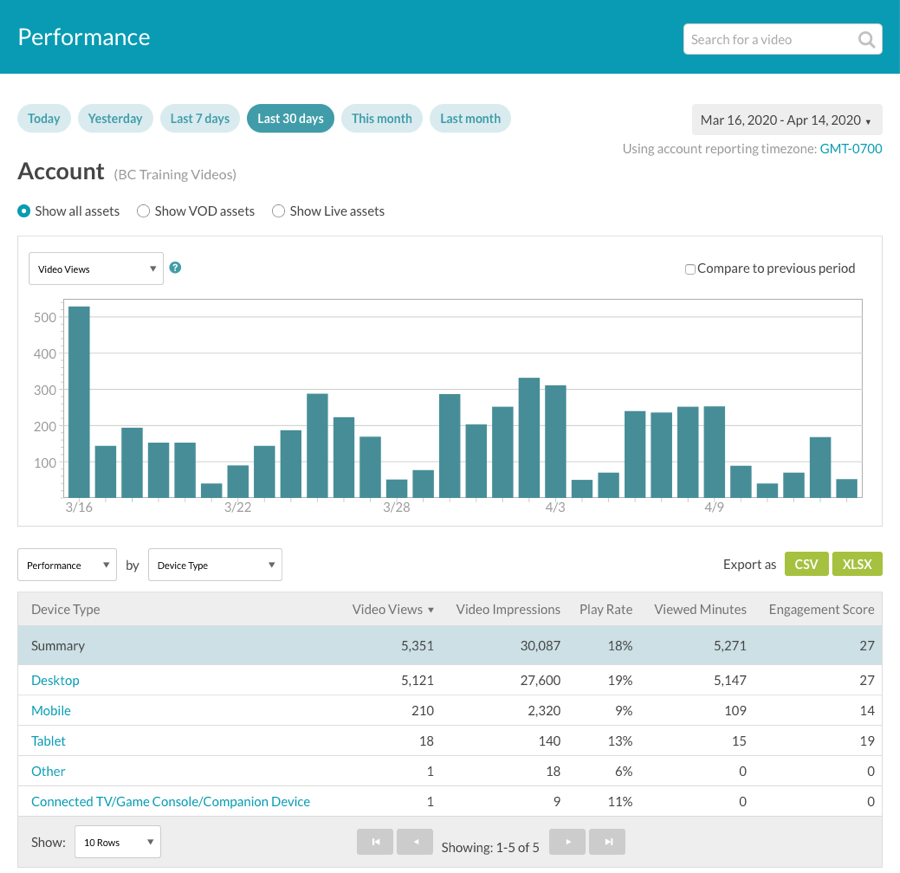 Performance
Search for a video
Today Yesterday Last 7 days Last 30 days This month Last month
Mar 16, 2020 - Apr 14, 2020 ▾
Using account reporting timezone: GMT-0700
Account (BC Training Videos)
Show all assets Show VOD assets Show Live assets
Video Views ▼ ?
Compare to previous period
500
400
300
200
100
3/16 3/22 3/28 4/3 4/9
Performance ▼ by Device Type ▼
Export as CSV XLSX
Device Type Video Views ▼ Video Impressions Play Rate Viewed Minutes Engagement Score
Summary 5,351 30,087 18% 5,271 27
Desktop 5,121 27,600 19% 5,147 27
Mobile 210 2,320 9% 109 14
Tablet 18 140 13% 15 19
Other 1 18 6% 0 0
Connected TV/Game Console/Companion Device 1 9 11% 0 0
Show: 10 Rows ▼ Showing: 1-5 of 5